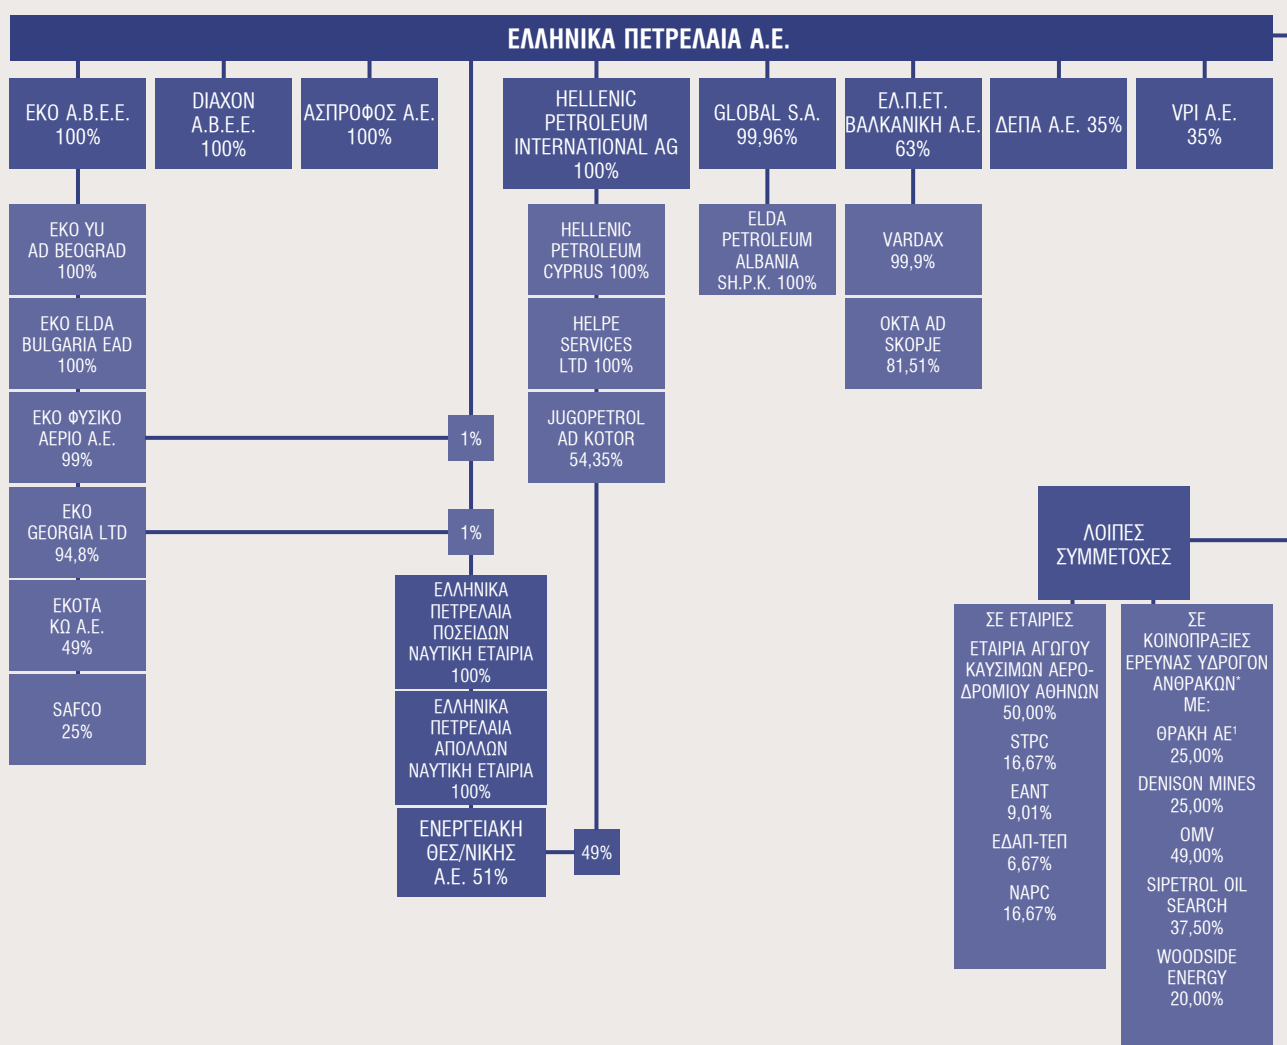 ΕΛΛΗΝΙΚΑ ΠΕΤΡΕΛΑΙΑ Α.Ε.
ΕΚΟ Α.Β.Ε.Ε.
100%
DIAXON
Α.Β.Ε.Ε.
100%
ΑΣΠΡΟΦΟΣ Α.Ε.
100%
HELLENIC
PETROLEUM
INTERNATIONAL AG
100%
GLOBAL S.A.
99,96%
ΕΛ.Π.ΕΤ.
ΒΑΛΚΑΝΙΚΗ Α.Ε.
63%
ΔΕΠΑ Α.Ε. 35%
VPI A.E.
35%
EKO YU
AD BEOGRAD
100%
EKO ELDA
BULGARIA EAD
100%
ΕΚΟ ΦΥΣΙΚΟ
ΑΕΡΙΟ Α.Ε.
99%
EKO
GEORGIA LTD
94,8%
ΕΚΟΤΑ
ΚΩ Α.Ε.
49%
SAFCO
25%
1%
1%
ΕΛΛΗΝΙΚΑ
ΠΕΤΡΕΛΑΙΑ
ΠΟΣΕΙΔΩΝ
ΝΑΥΤΙΚΗ ΕΤΑΙΡΙΑ
100%
ΕΛΛΗΝΙΚΑ
ΠΕΤΡΕΛΑΙΑ
ΑΠΟΛΛΩΝ
ΝΑΥΤΙΚΗ ΕΤΑΙΡΙΑ
100%
ΕΝΕΡΓΕΙΑΚΗ
ΘΕΣ/ΝΙΚΗΣ
Α.Ε. 51%
49%
HELLENIC
PETROLEUM
CYPRUS 100%
HELPE
SERVICES
LTD 100%
JUGOPETROL
AD KOTOR
54,35%
ELDA
PETROLEUM
ALBANIA
SH.P.K. 100%
VARDAX
99,9%
OKTA AD
SKOPJE
81,51%
ΛΟΙΠΕΣ
ΣΥΜΜΕΤΟΧΕΣ
ΣΕ ΕΤΑΙΡΙΕΣ
ΕΤΑΙΡΙΑ ΑΓΩΓΟΥ
ΚΑΥΣΙΜΩΝ ΑΕΡΟ-
ΔΡΟΜΙΟΥ ΑΘΗΝΩΝ
50,00%
STPC
16,67%
ΕΑΝΤ
9,01%
ΕΔΑΠ-ΤΕΠ
6,67%
NAPC
16,67%
ΣΕ
ΚΟΙΝΟΠΡΑΞΙΕΣ
ΕΡΕΥΝΑΣ ΥΔΡΟΓΟΝ
ΑΝΘΡΑΚΩΝ*
ΜΕ:
ΘΡΑΚΗ ΑΕ¹
25,00%
DENISON MINES
25,00%
OMV
49,00%
SIPETROL OIL
SEARCH
37,50%
WOODSIDE
ENERGY
20,00%